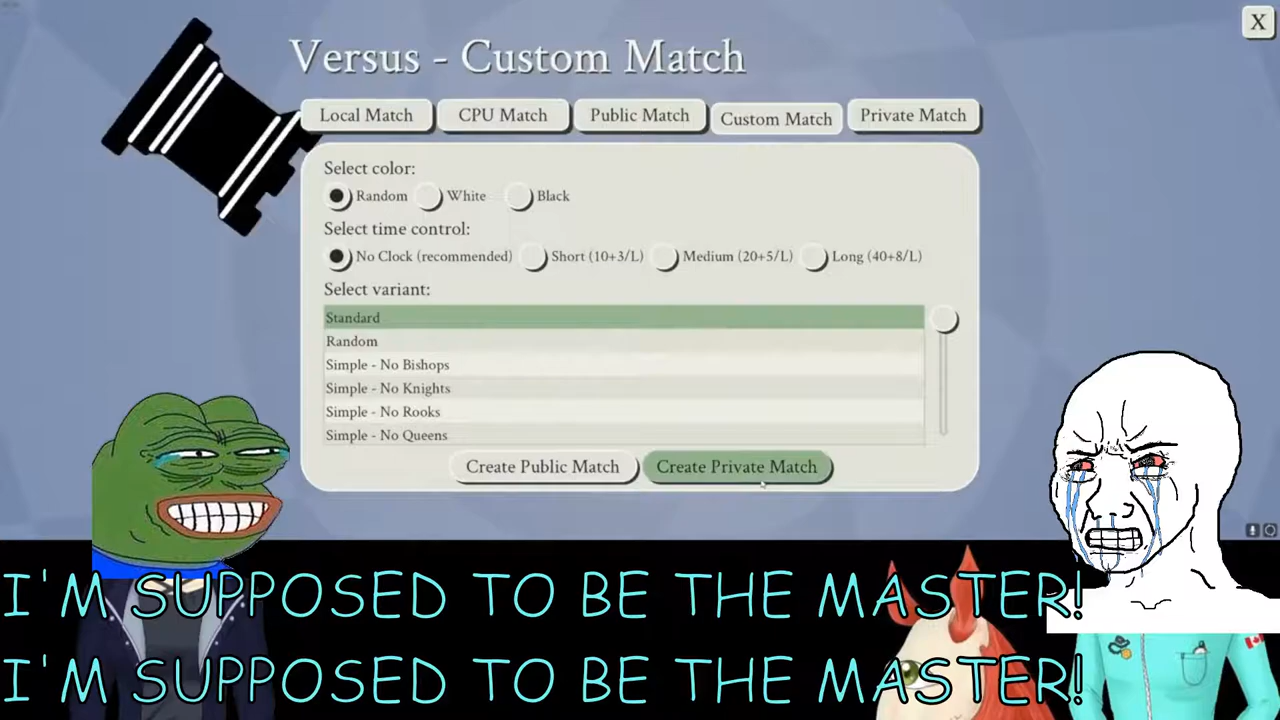 X
Versus - Custom Match
Local Match CPU Match Public Match Custom Match Private Match
Select color:
Random White Black
Select time control:
No Clock (recommended) Short (10+3/L) Medium (20+5/L) Long (40+8/L)
Select variant:
Standard
Random
Simple - No Bishops
Simple - No Knights
Simple - No Rooks
Simple - No Queens
Create Public Match Create Private Match
I'M SUPPOSED TO BE THE MASTER!
I'M SUPPOSED TO BE THE MASTER!